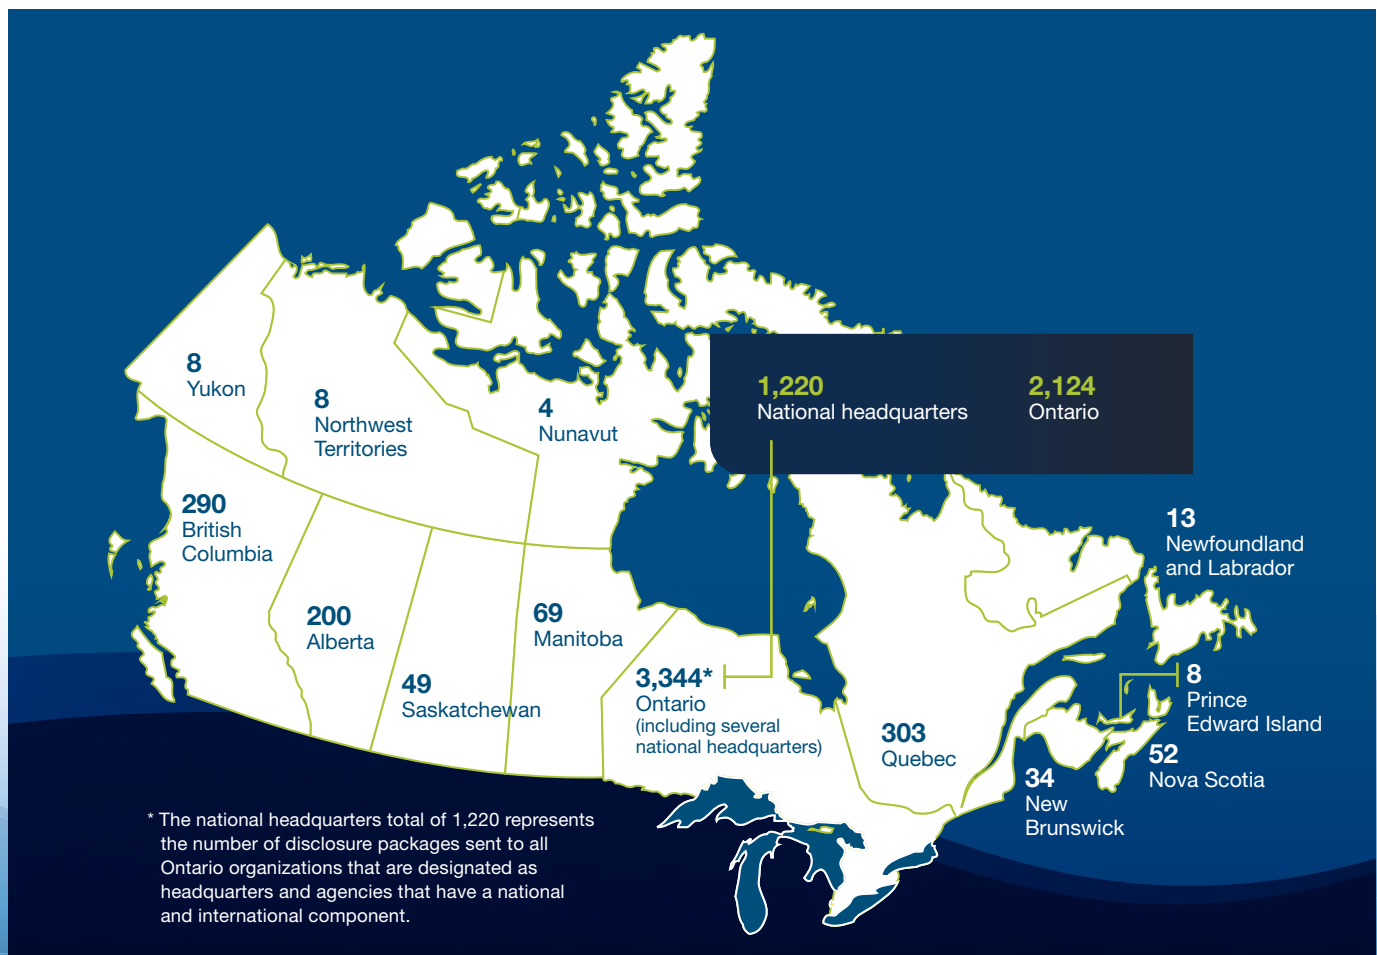 8
Yukon
8
Northwest
Territories
4
Nunavut
1,220
National headquarters
2,124
Ontario
290
British
Columbia
13
Newfoundland
and Labrador
200
Alberta
69
Manitoba
49
Saskatchewan
3,344*
Ontario
(including several
national headquarters)
303
Quebec
8
Prince
Edward Island
52
Nova Scotia
34
New
Brunswick
* The national headquarters total of 1,220 represents
the number of disclosure packages sent to all
Ontario organizations that are designated as
headquarters and agencies that have a national
and international component.